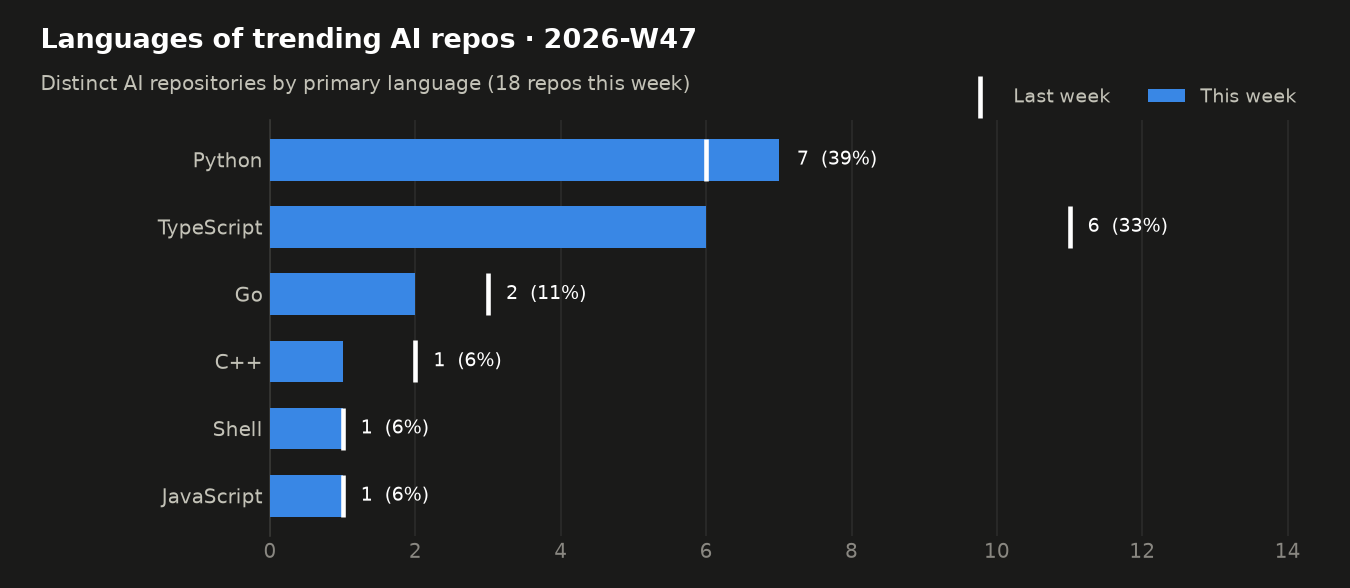 Languages of trending AI repos · 2026-W47
Distinct AI repositories by primary language (18 repos this week)
Last week
This week
Python
7 (39%)
TypeScript
6 (33%)
Go
2 (11%)
C++
1 (6%)
Shell
1 (6%)
JavaScript
1 (6%)
0 2 4 6 8 10 12 14